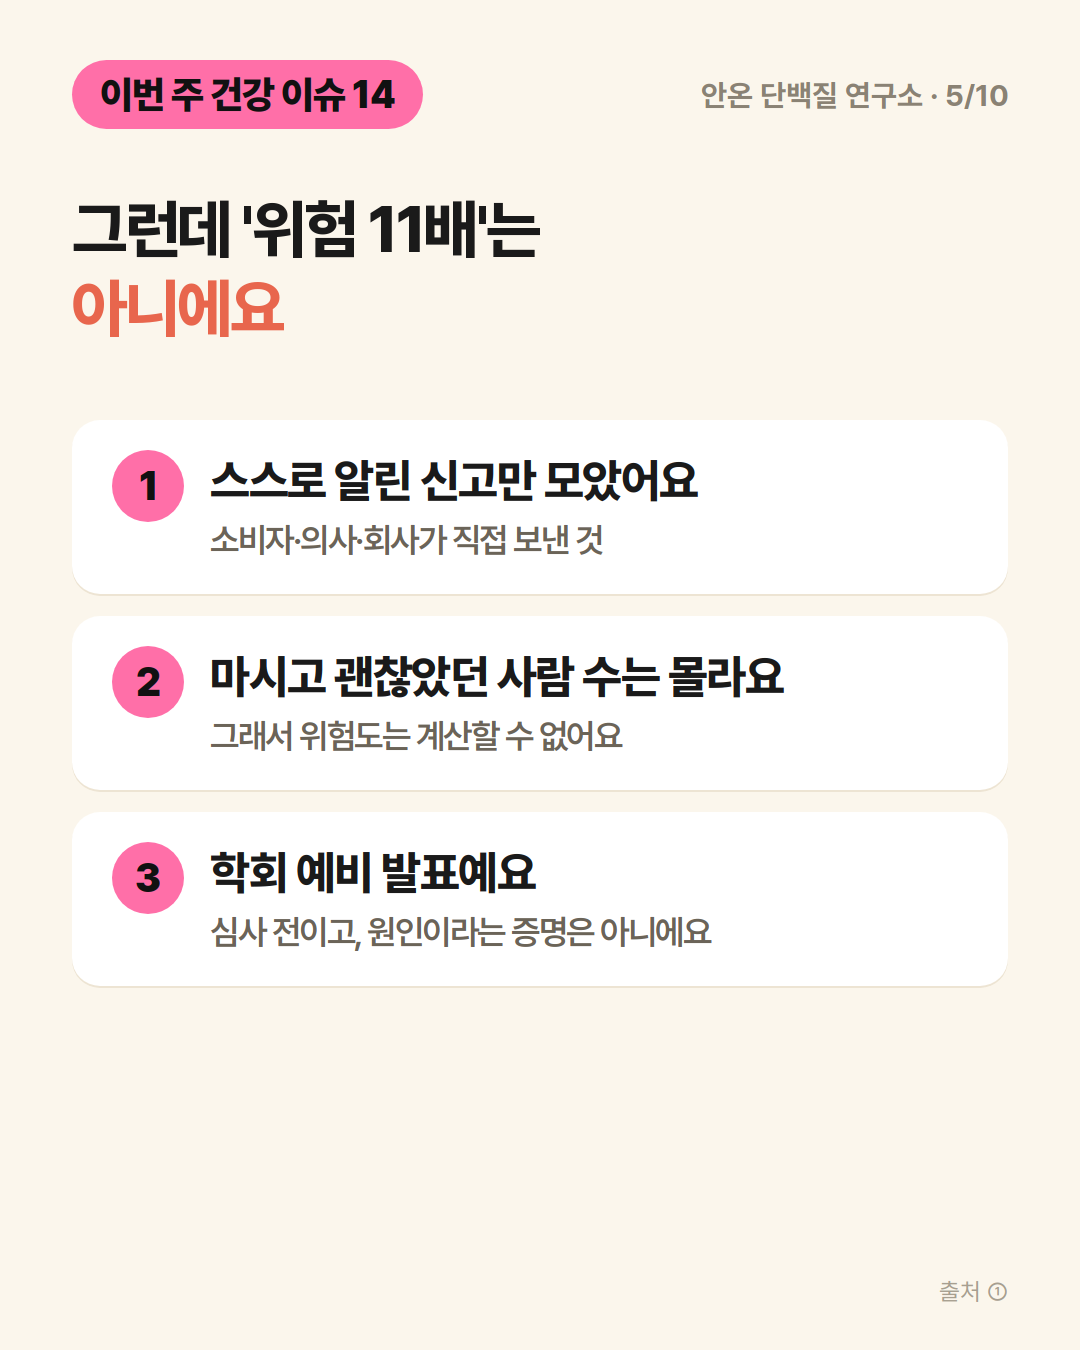 이번 주 건강 이슈 14
안온 단백질 연구소 · 5/10
그런데 '위험 11배'는
아니에요
1
스스로 알린 신고만 모았어요
소비자·의사·회사가 직접 보낸 것
2
마시고 괜찮았던 사람 수는 몰라요
그래서 위험도는 계산할 수 없어요
3
학회 예비 발표예요
심사 전이고, 원인이라는 증명은 아니에요
출처 ①